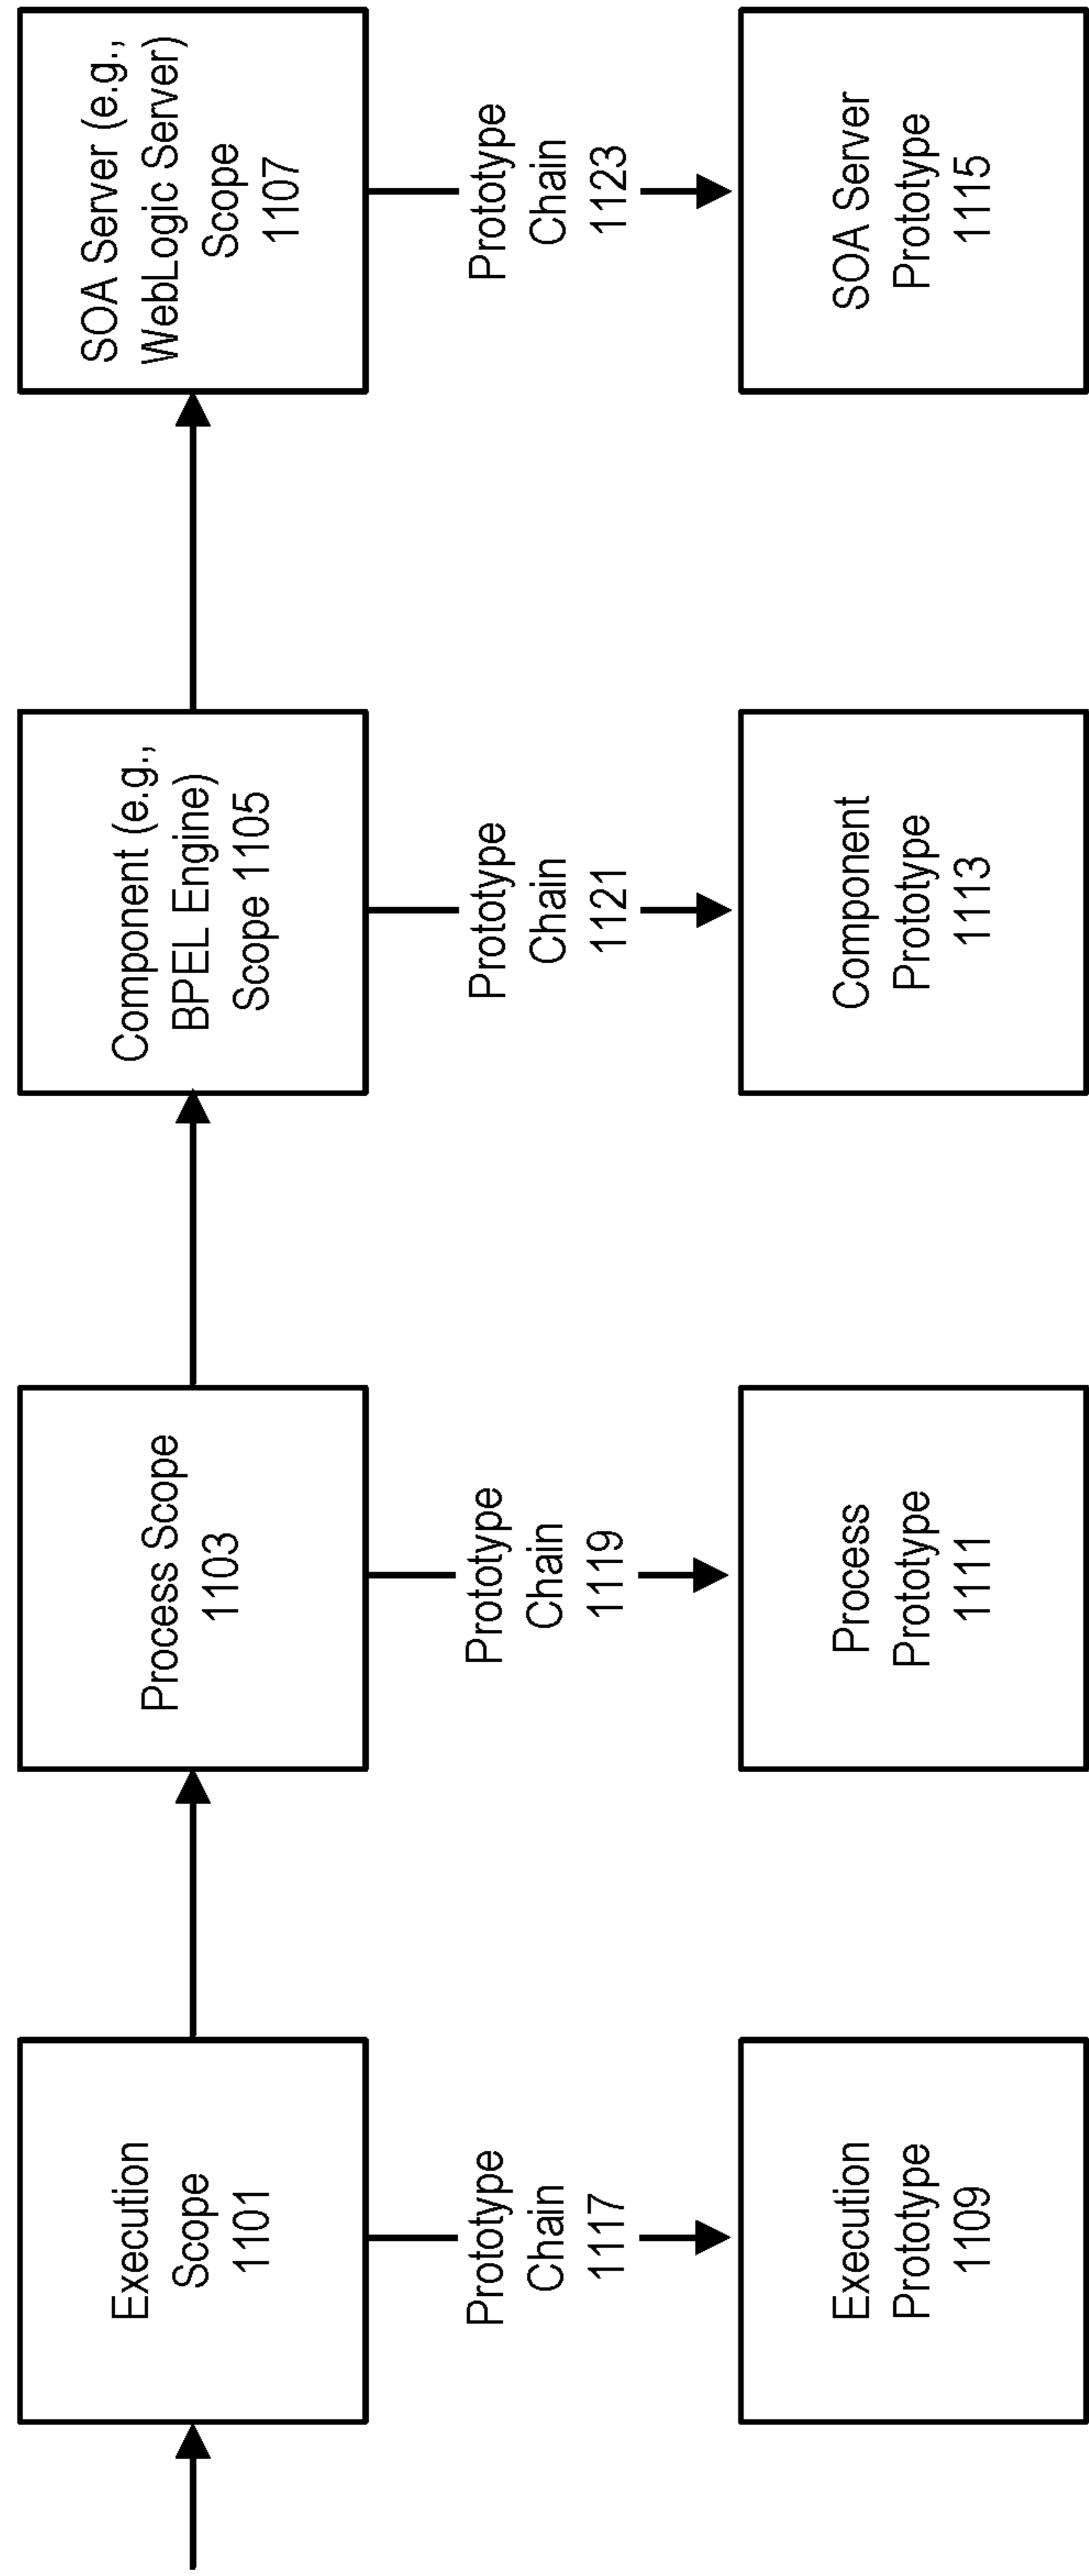 Execution
Scope
1101
Process Scope
1103
Component (e.g.,
BPEL Engine)
Scope 1105
SOA Server (e.g.,
WebLogic Server)
Scope
1107
Prototype
Chain
1117
Prototype
Chain
1119
Prototype
Chain
1121
Prototype
Chain
1123
Execution
Prototype
1109
Process
Prototype
1111
Component
Prototype
1113
SOA Server
Prototype
1115